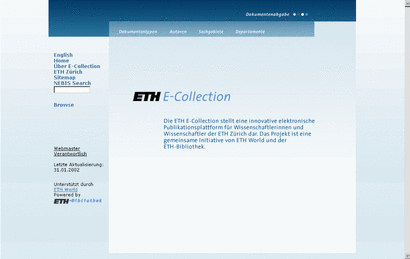 Dokumentenabgabe
Dokumenttypen Autoren Sachgebiete Departemente
English
Home
Über E-Collection
ETH Zürich
Sitemap
NEBIS Search
Browse
ETH E-Collection
Die ETH E-Collection stellt eine innovative elektronische
Publikationsplattform für Wissenschaftlerinnen und
Wissenschaftler der ETH Zürich dar. Das Projekt ist eine
gemeinsame Initiative von ETH World und der
ETH-Bibliothek.
Webmaster
Verantwortlich
Letzte Aktualisierung:
31.01.2002
Unterstützt durch
ETH World
Powered by
ETH-Bibliothek